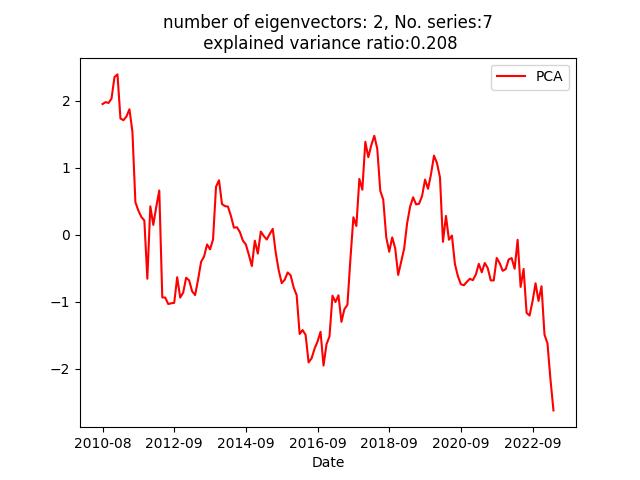 number of eigenvectors: 2, No. series:7
explained variance ratio:0.208
PCA
2
1
0
−1
−2
2010-08 2012-09 2014-09 2016-09 2018-09 2020-09 2022-09
Date